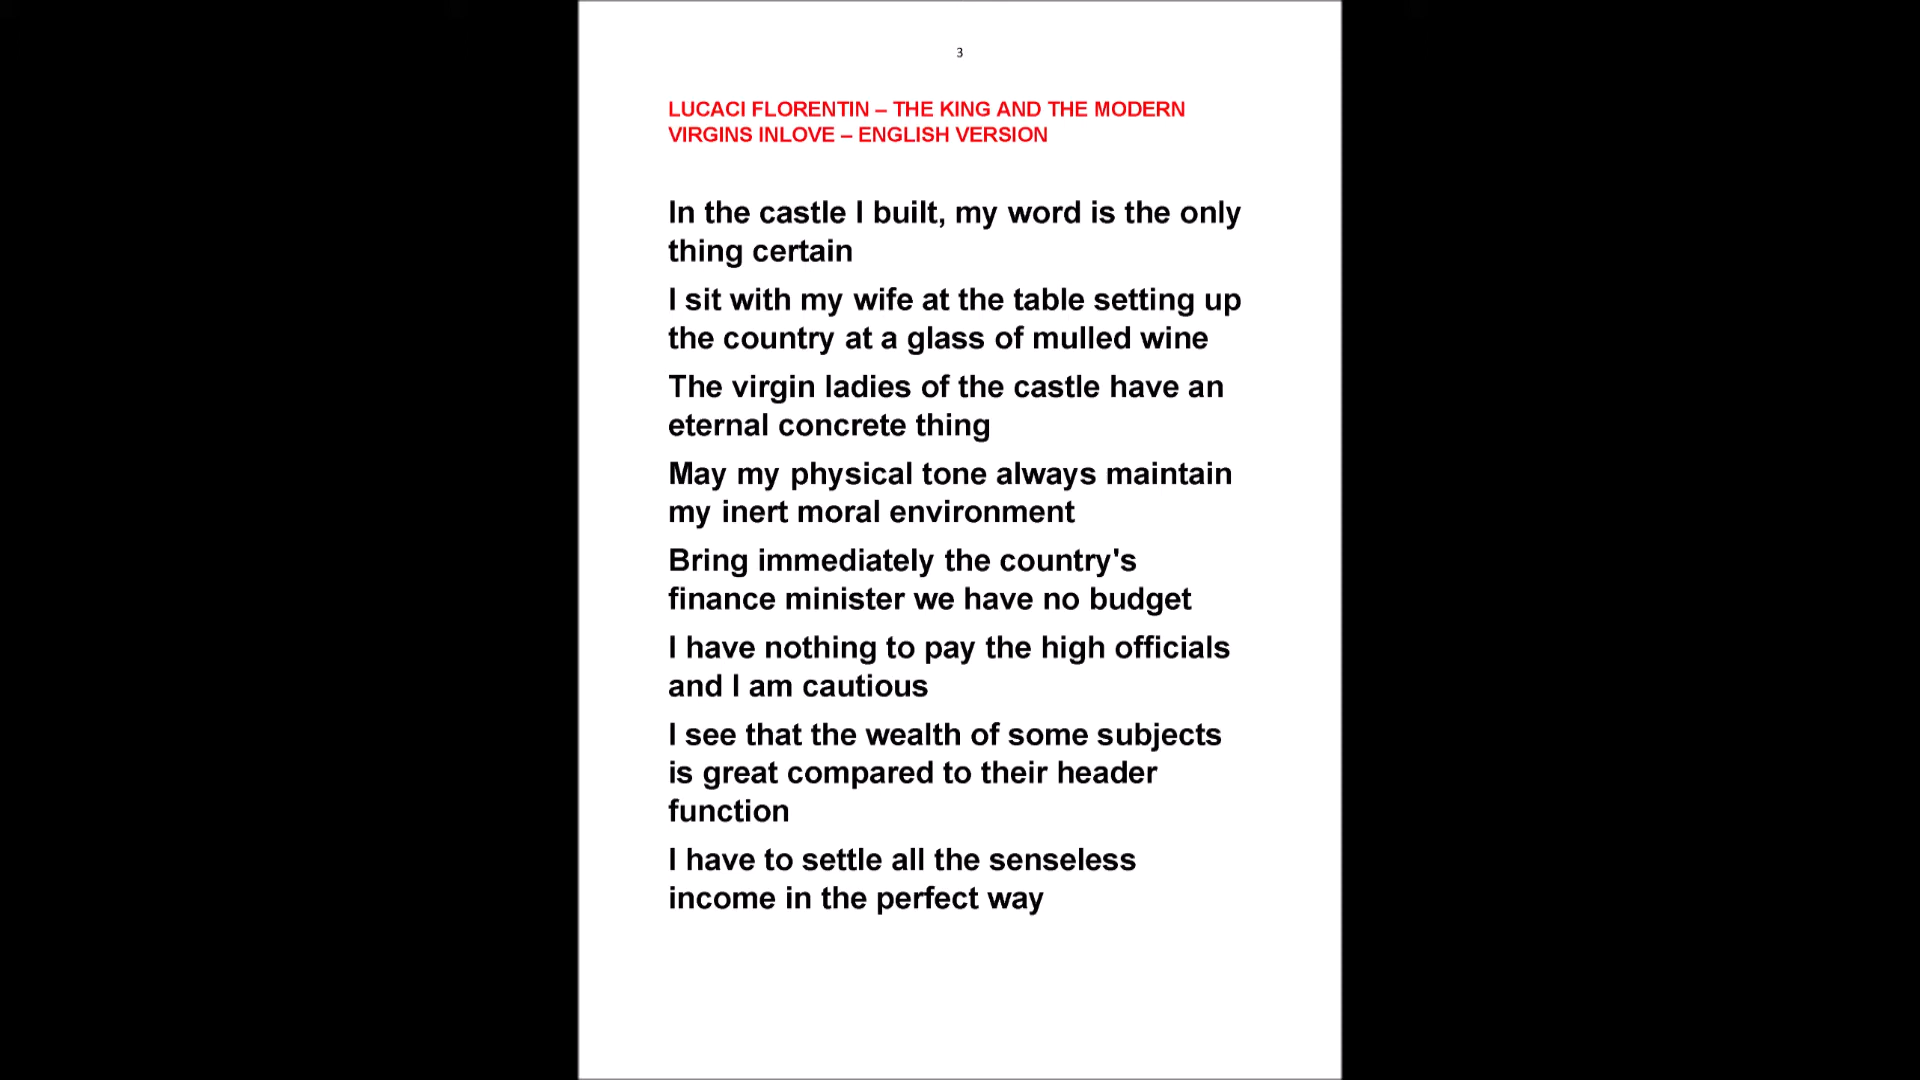 3
LUCACI FLORENTIN – THE KING AND THE MODERN
VIRGINS INLOVE – ENGLISH VERSION
In the castle I built, my word is the only
thing certain
I sit with my wife at the table setting up
the country at a glass of mulled wine
The virgin ladies of the castle have an
eternal concrete thing
May my physical tone always maintain
my inert moral environment
Bring immediately the country's
finance minister we have no budget
I have nothing to pay the high officials
and I am cautious
I see that the wealth of some subjects
is great compared to their header
function
I have to settle all the senseless
income in the perfect way